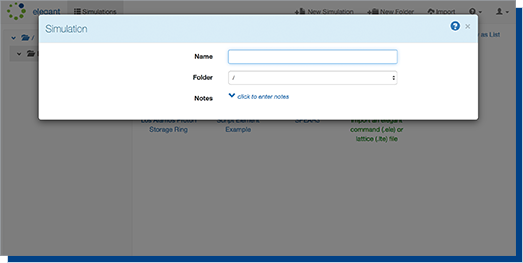 elegant
Simulations
New Simulation
New Folder
Import
Simulation
Name
Folder
/
Notes
click to enter notes
/
as List
Los Alamos Proton
Storage Ring
Script Element
Example
SPEAR3
import an elegant
command (.ele) or
lattice (.lte) file